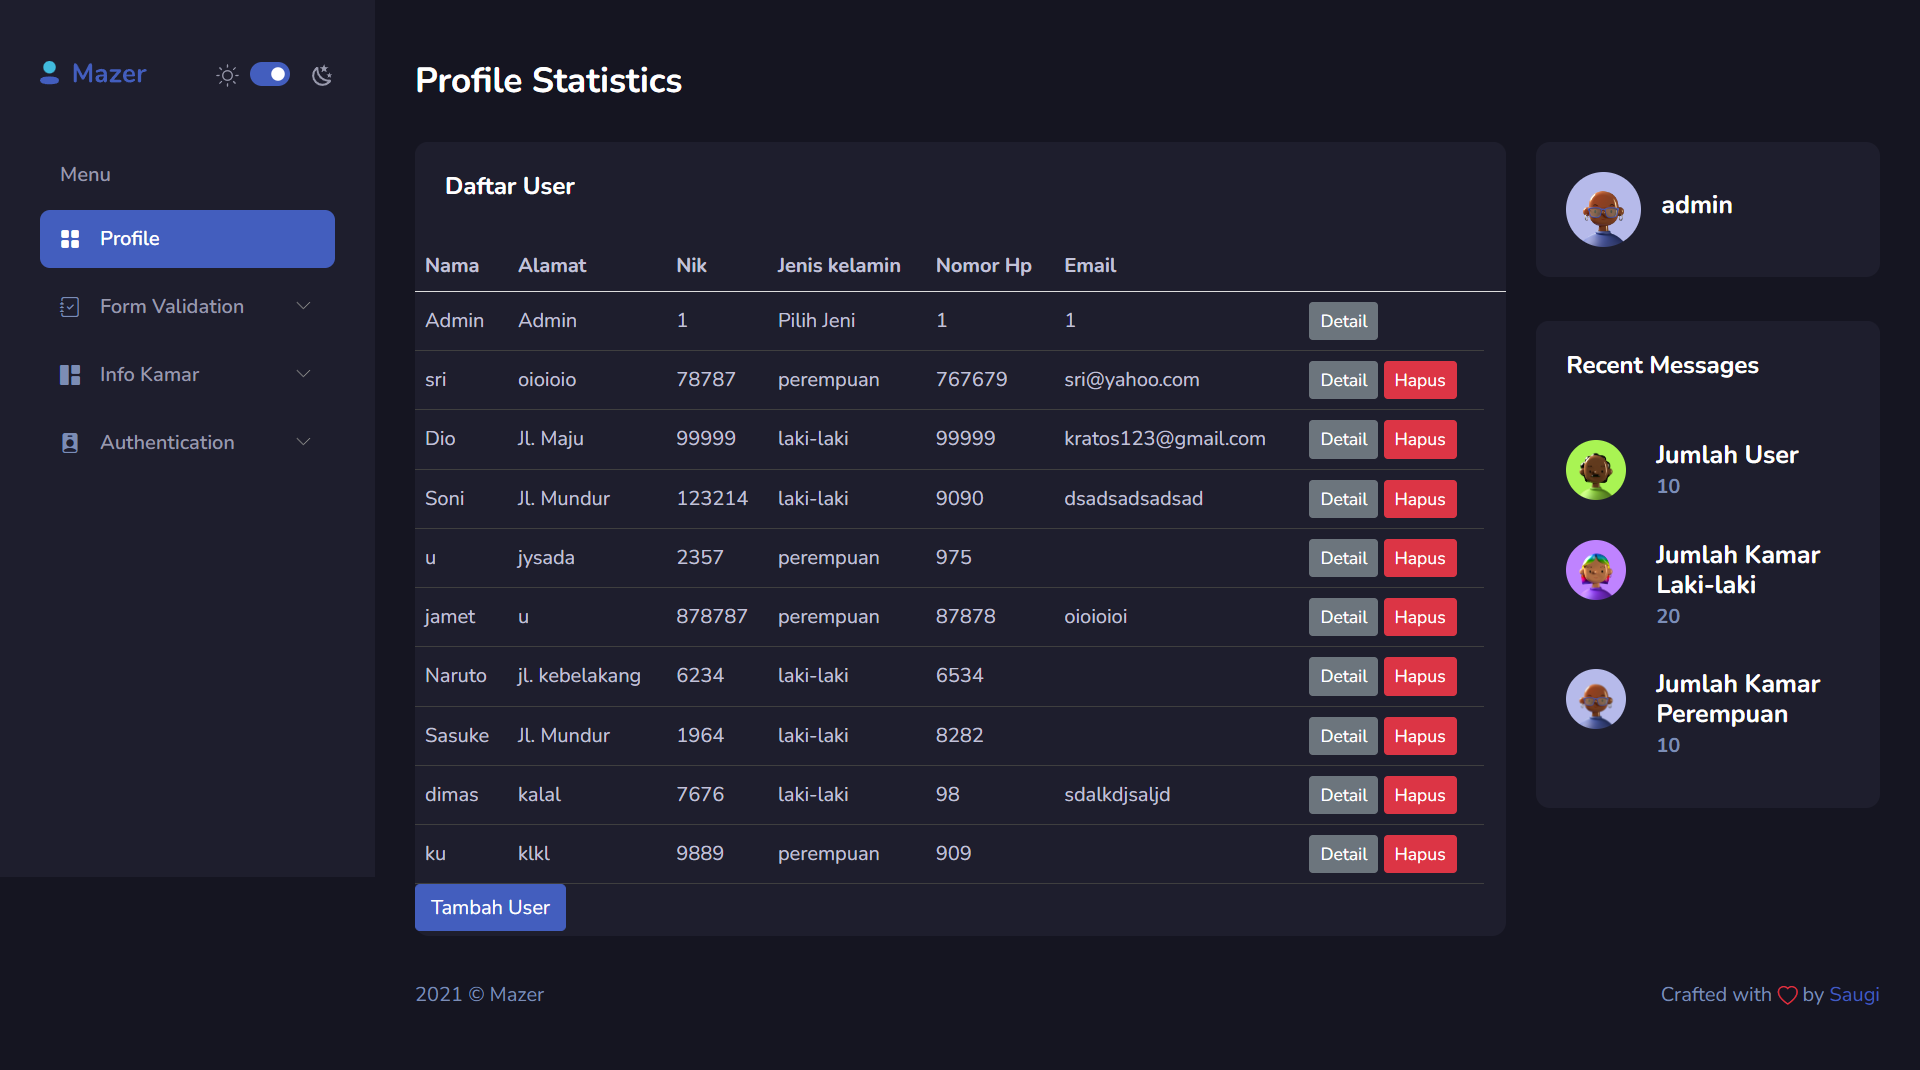 Mazer
Menu
Profile
Form Validation
Info Kamar
Authentication
Profile Statistics
Daftar User
Nama Alamat Nik Jenis kelamin Nomor Hp Email
Admin Admin 1 Pilih Jeni 1 1 Detail
sri oioioio 78787 perempuan 767679 sri@yahoo.com Detail Hapus
Dio Jl. Maju 99999 laki-laki 99999 kratos123@gmail.com Detail Hapus
Soni Jl. Mundur 123214 laki-laki 9090 dsadsadsadsad Detail Hapus
u jysada 2357 perempuan 975 Detail Hapus
jamet u 878787 perempuan 87878 oioioioi Detail Hapus
Naruto jl. kebelakang 6234 laki-laki 6534 Detail Hapus
Sasuke Jl. Mundur 1964 laki-laki 8282 Detail Hapus
dimas kalal 7676 laki-laki 98 sdalkdjsaljd Detail Hapus
ku klkl 9889 perempuan 909 Detail Hapus
Tambah User
admin
Recent Messages
Jumlah User
10
Jumlah Kamar
Laki-laki
20
Jumlah Kamar
Perempuan
10
2021 © Mazer
Crafted with by Saugi